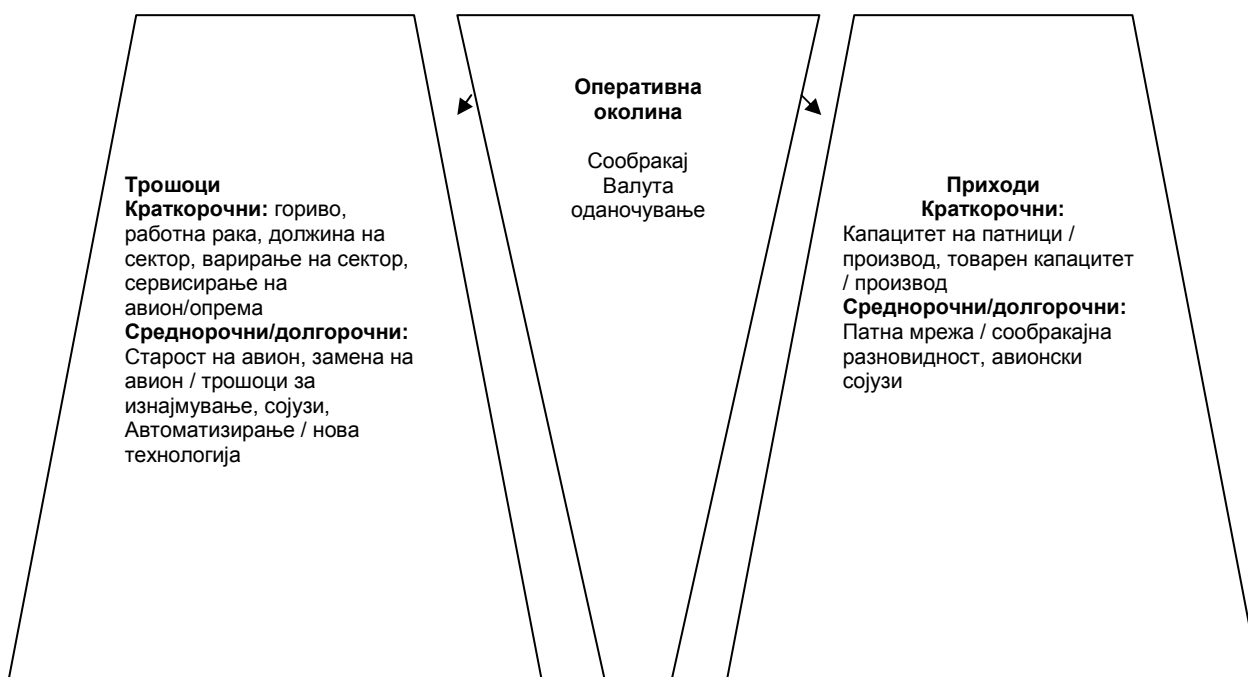 Трошоци
Краткорочни: гориво,
работна рака, должина на
сектор, варирање на сектор,
сервисирање на
авион/опрема
Среднорочни/долгорочни:
Старост на авион, замена на
авион / трошоци за
изнајмување, сојузи,
Автоматизирање / нова
технологија
Оперативна
околина
Сообракај
Валута
оданочување
Приходи
Краткорочни:
Капацитет на патници /
производ, товарен капацитет
/ производ
Среднорочни/долгорочни:
Патна мрежа / сообракајна
разновидност, авионски
сојузи